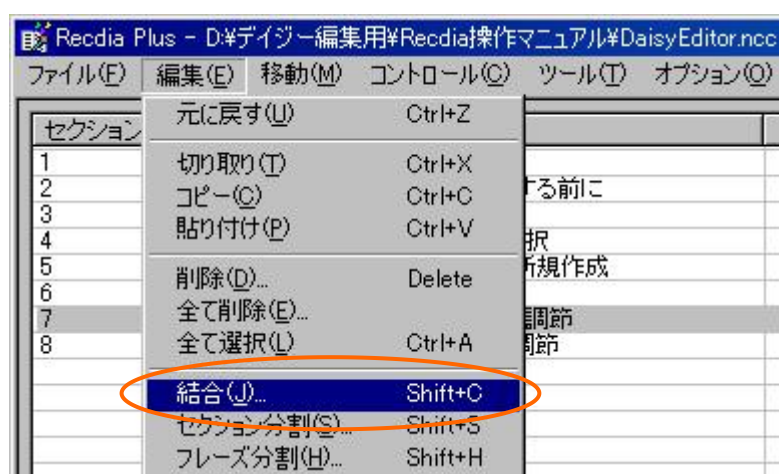 Recdia Plus - D:¥デイジー編集用¥Recdia操作マニュアル¥DaisyEditor.ncc
ファイル(F) 編集(E) 移動(M) コントロール(C) ツール(T) オプション(O)
セクション
元に戻す(U) Ctrl+Z
1
切り取り(T) Ctrl+X
2 する前に
コピー(C) Ctrl+C
3
貼り付け(P) Ctrl+V
4 択
5 新規作成
削除(D)... Delete
6
全て削除(E)...
7 調節
全て選択(L) Ctrl+A
8 調節
結合(J)... Shift+C
セクション分割(S)... Shift+S
フレーズ分割(H)... Shift+H